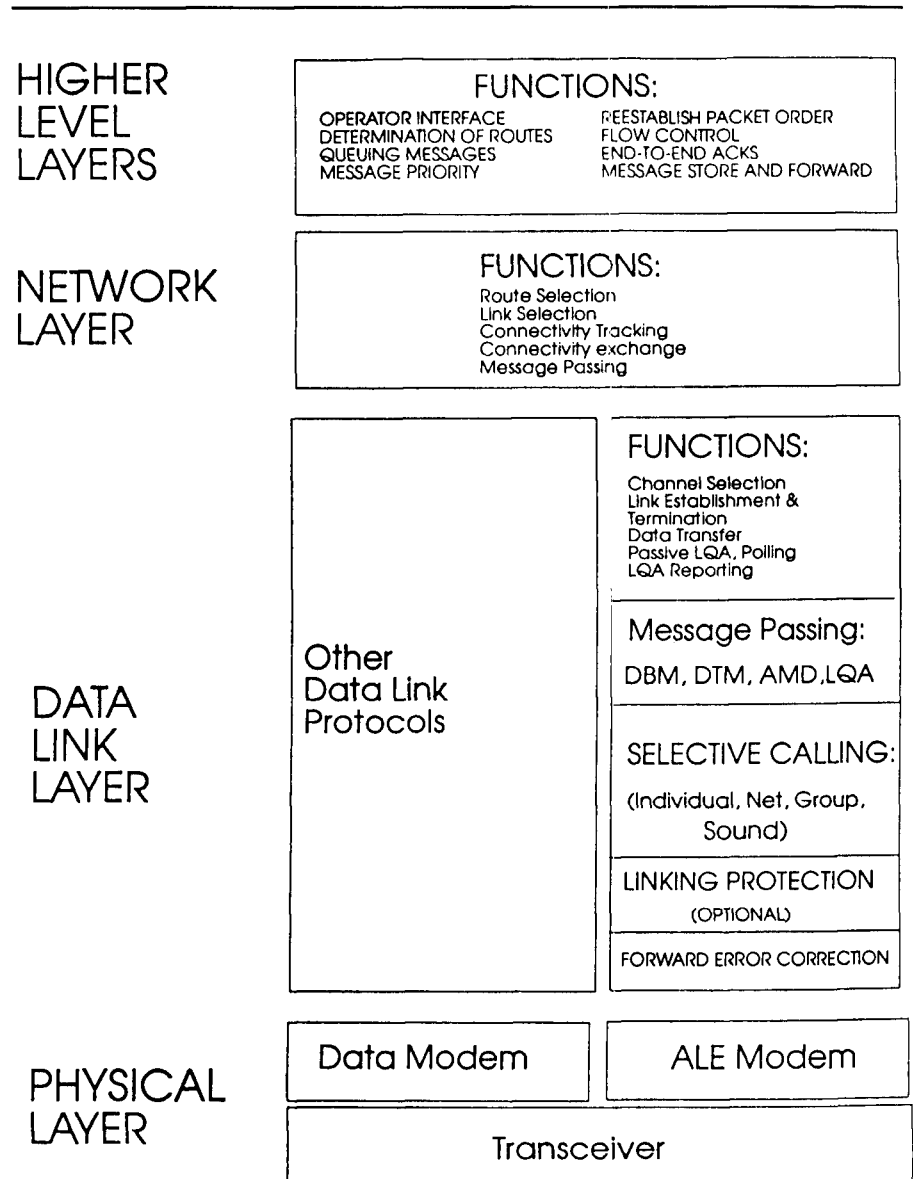 HIGHER
LEVEL
LAYERS
FUNCTIONS:
OPERATOR INTERFACE
DETERMINATION OF ROUTES
QUEUING MESSAGES
MESSAGE PRIORITY
REESTABLISH PACKET ORDER
FLOW CONTROL
END-TO-END ACKS
MESSAGE STORE AND FORWARD
NETWORK
LAYER
FUNCTIONS:
Route Selection
Link Selection
Connectivity Tracking
Connectivity exchange
Message Passing
DATA
LINK
LAYER
Other
Data Link
Protocols
FUNCTIONS:
Channel Selection
Link Establishment &
Termination
Data Transfer
Passive LQA, Polling
LQA Reporting
Message Passing:
DBM, DTM, AMD,LQA
SELECTIVE CALLING:
(Individual, Net, Group,
Sound)
LINKING PROTECTION
(OPTIONAL)
FORWARD ERROR CORRECTION
PHYSICAL
LAYER
Data Modem
ALE Modem
Transceiver